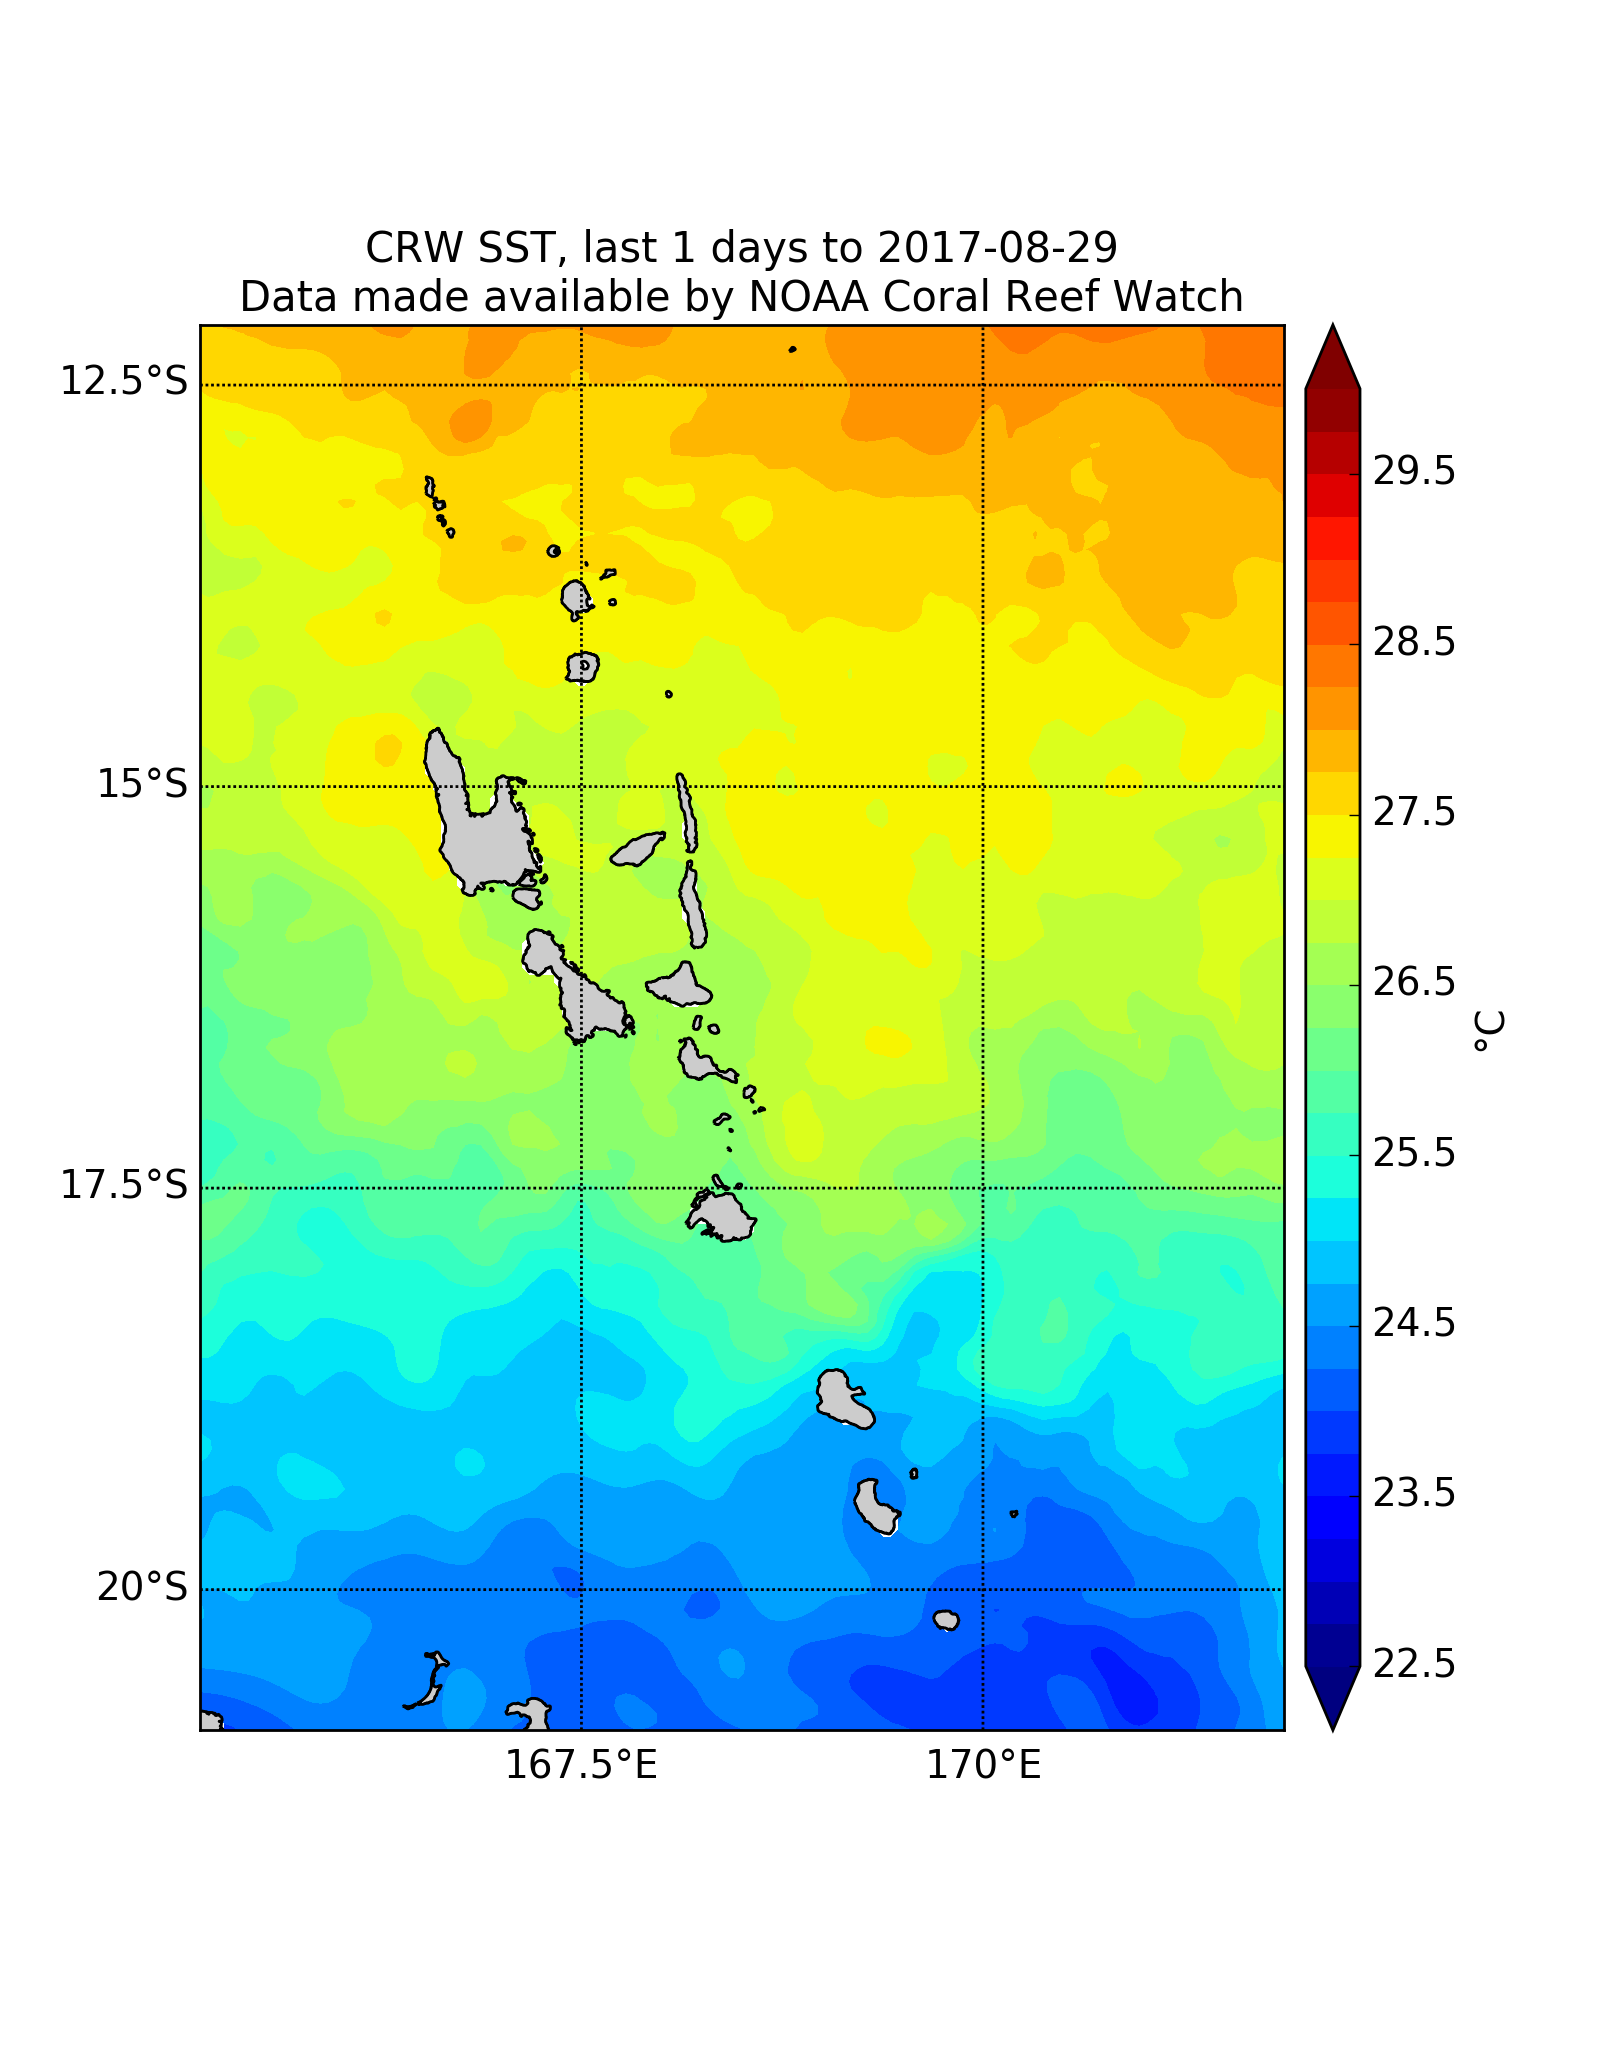 CRW SST, last 1 days to 2017-08-29
Data made available by NOAA Coral Reef Watch
12.5°S
15°S
17.5°S
20°S
167.5°E
170°E
29.5
28.5
27.5
26.5
25.5
24.5
23.5
22.5
°C